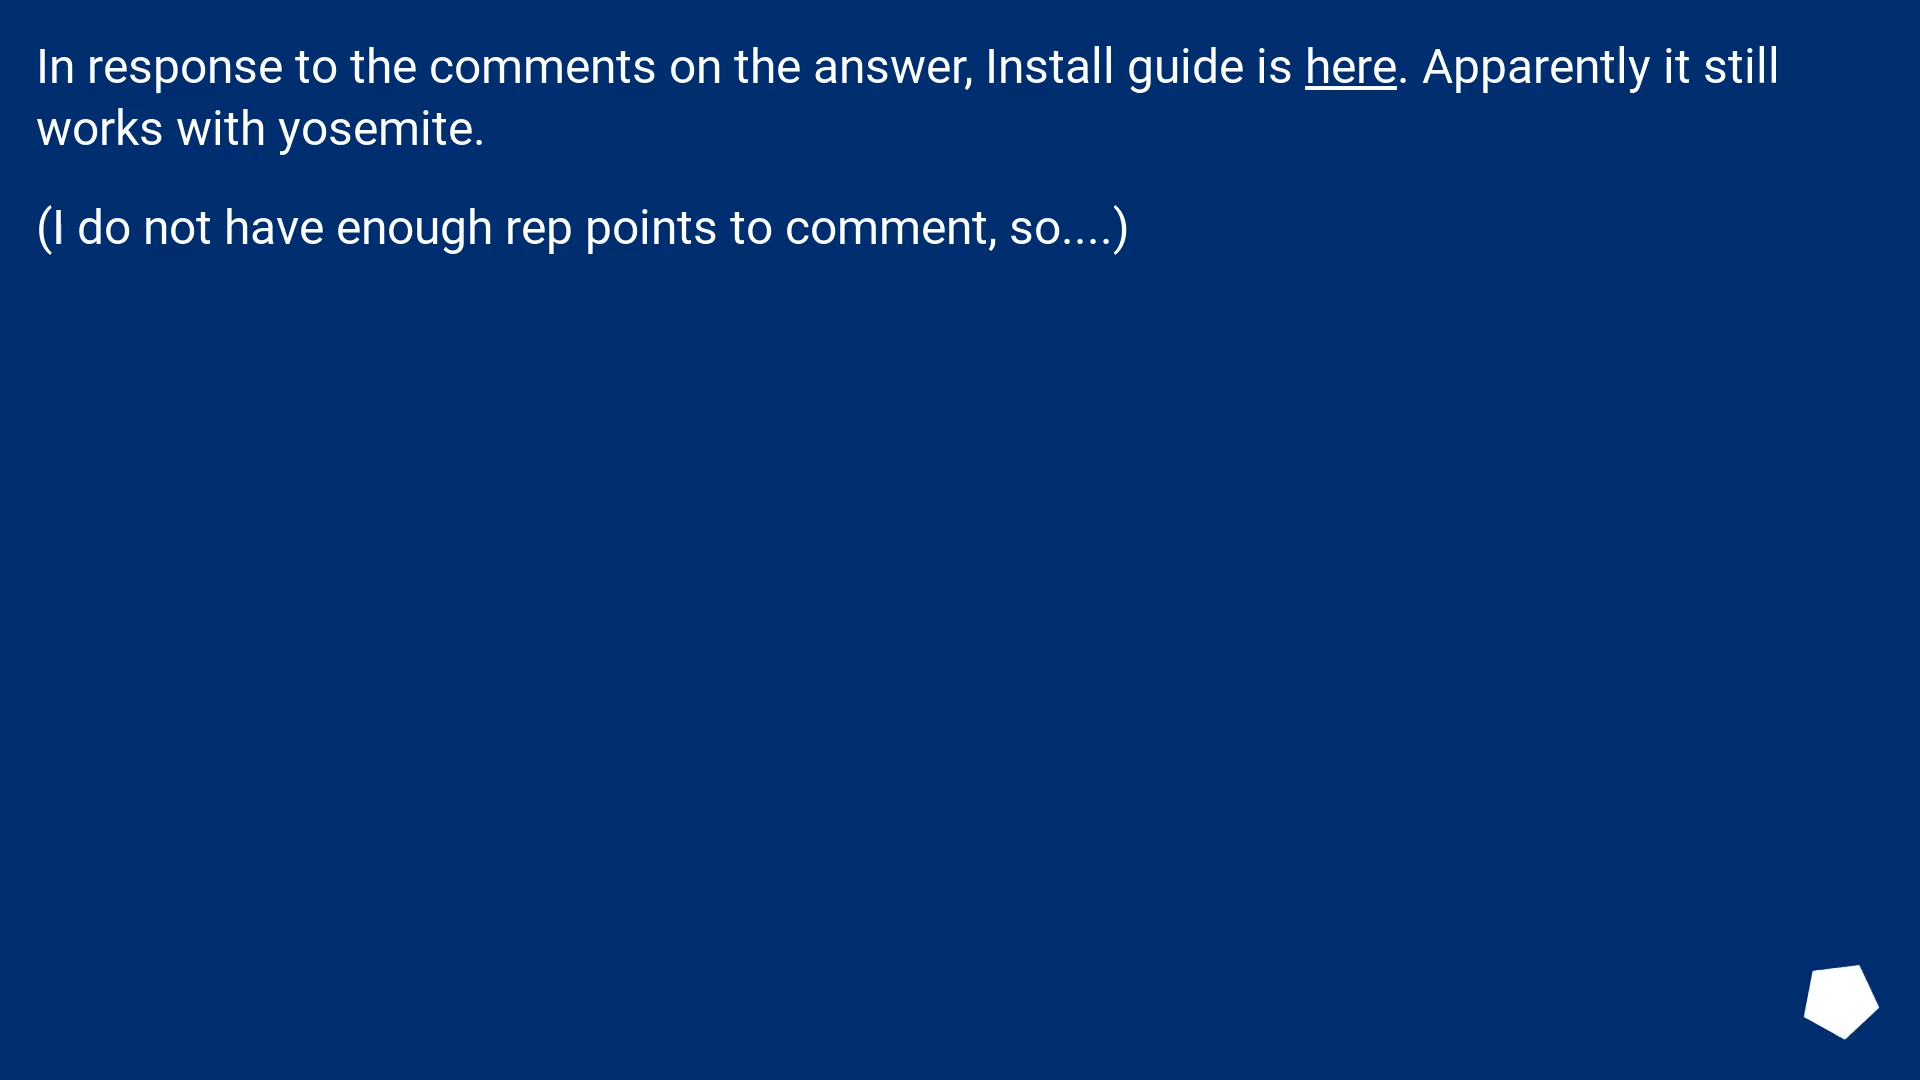 In response to the comments on the answer, Install guide is here. Apparently it still
works with yosemite.
(I do not have enough rep points to comment, so....)